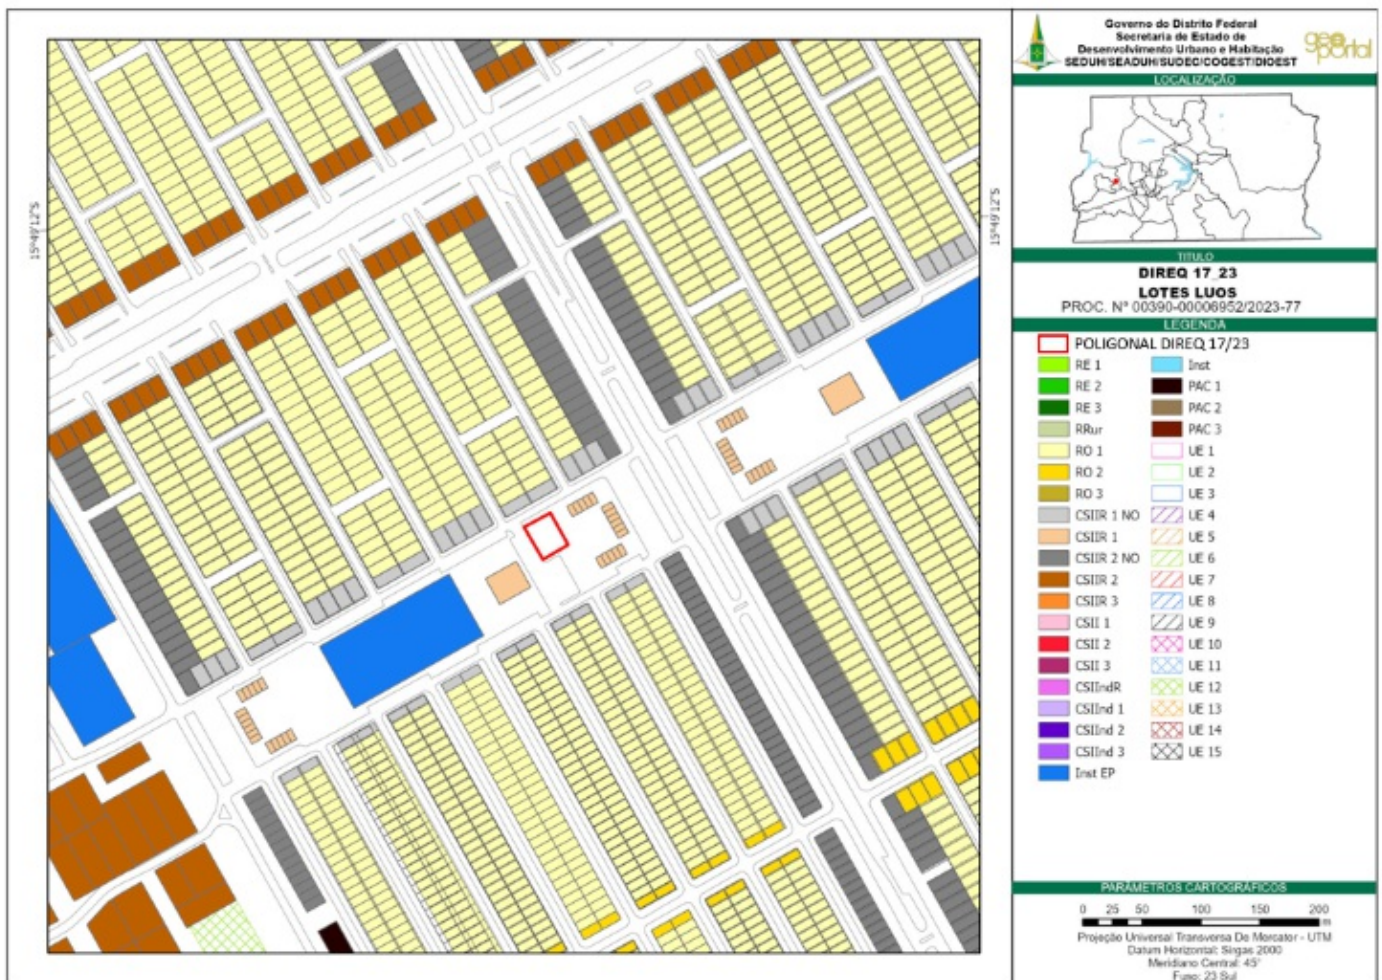 Governo do Distrito Federal
Secretaria de Estado de
Desenvolvimento Urbano e Habitação
SEDUH/SEADUH/SUDEC/COGEST/DIOEST
geoportal
LOCALIZAÇÃO
15°49'12"S
15°49'12"S
TITULO
DIREQ 17_23
LOTES LUOS
PROC. Nº 00390-00006952/2023-77
LEGENDA
POLIGONAL DIREQ 17/23
RE 1
RE 2
RE 3
RRur
RO 1
RO 2
RO 3
CSIIR 1 NO
CSIIR 1
CSIIR 2 NO
CSIIR 2
CSIIR 3
CSII 1
CSII 2
CSII 3
CSIIndR
CSIInd 1
CSIInd 2
CSIInd 3
Inst EP
Inst
PAC 1
PAC 2
PAC 3
UE 1
UE 2
UE 3
UE 4
UE 5
UE 6
UE 7
UE 8
UE 9
UE 10
UE 11
UE 12
UE 13
UE 14
UE 15
PARÂMETROS CARTOGRÁFICOS
0 25 50 100 150 200
m
Projeção Universal Transversa De Mercator - UTM
Datum Horizontal: Sirgas 2000
Meridiano Central: 45°
Fuso: 23 Sul